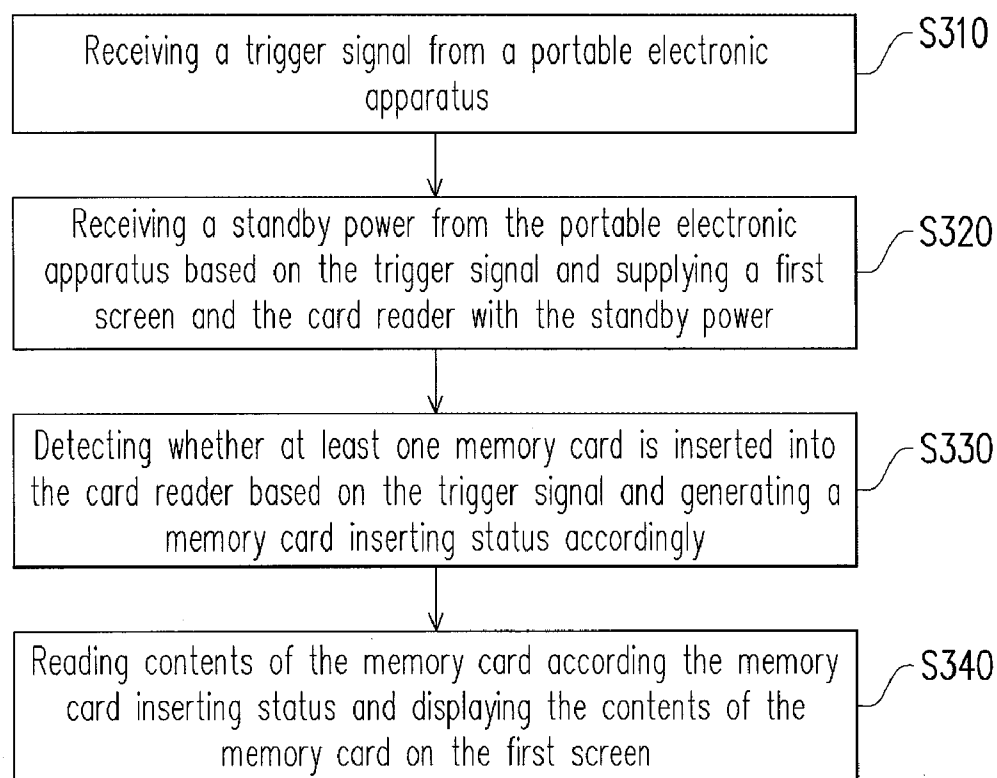 Receiving a trigger signal from a portable electronic
apparatus
S310
Receiving a standby power from the portable electronic
apparatus based on the trigger signal and supplying a first
screen and the card reader with the standby power
S320
Detecting whether at least one memory card is inserted into
the card reader based on the trigger signal and generating a
memory card inserting status accordingly
S330
Reading contents of the memory card according the memory
card inserting status and displaying the contents of the
memory card on the first screen
S340